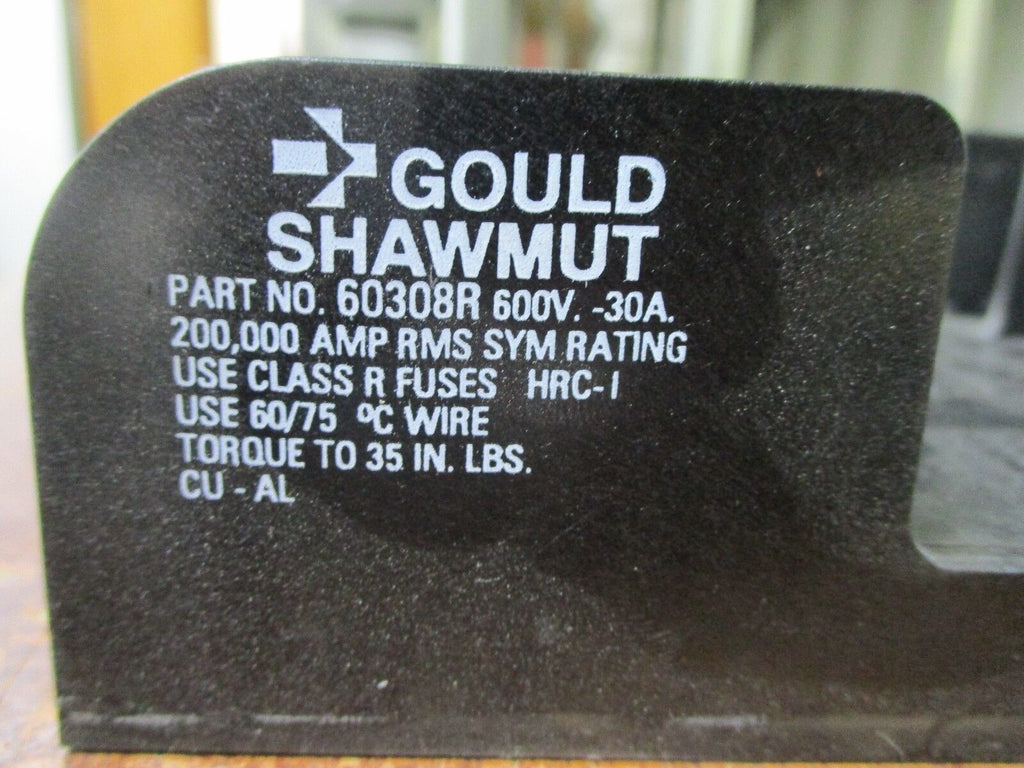 GOULD
SHAWMUT
PART NO. 60308R 600V. -30A.
200,000 AMP RMS SYM RATING
USE CLASS R FUSES HRC-I
USE 60/75 ºC WIRE
TORQUE TO 35 IN. LBS.
CU - AL